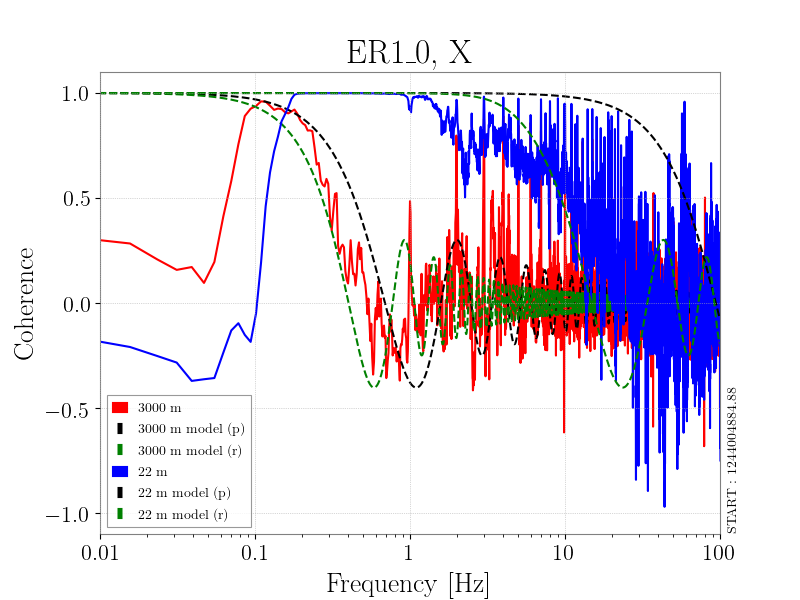 ER1_0, X
Coherence
1.0
0.5
0.0
−0.5
−1.0
3000 m
3000 m model (p)
3000 m model (r)
22 m
22 m model (p)
22 m model (r)
START : 1244004884.88
0.01
0.1
1
10
100
Frequency [Hz]